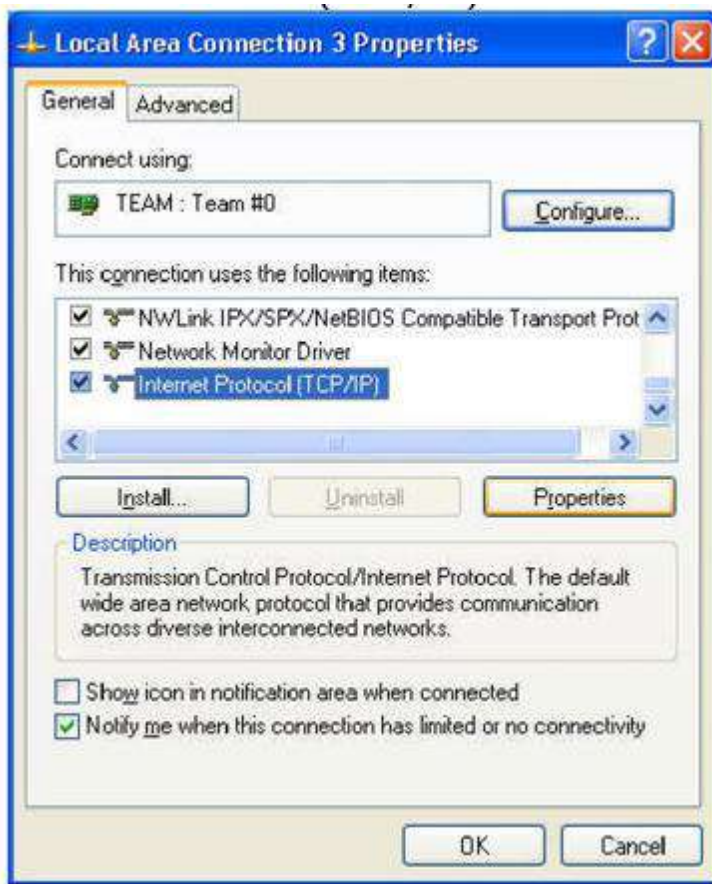 Local Area Connection 3 Properties
General Advanced
Connect using:
TEAM : Team #0
Configure...
This connection uses the following items:
NWLink IPX/SPX/NetBIOS Compatible Transport Prot
Network Monitor Driver
Internet Protocol (TCP/IP)
Install... Uninstall Properties
Description
Transmission Control Protocol/Internet Protocol. The default
wide area network protocol that provides communication
across diverse interconnected networks.
Show icon in notification area when connected
Notify me when this connection has limited or no connectivity
OK Cancel